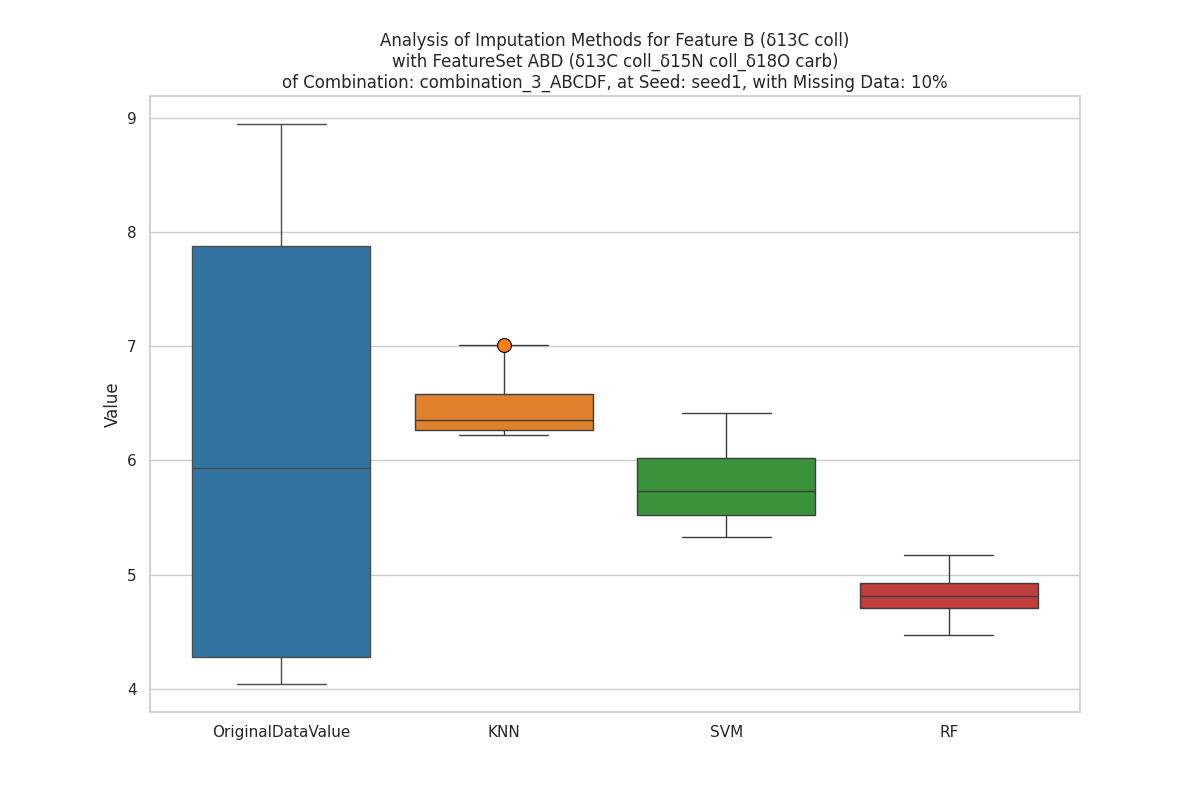 Analysis of Imputation Methods for Feature B (δ13C coll)
with FeatureSet ABD (δ13C coll_δ15N coll_δ18O carb)
of Combination: combination_3_ABCDF, at Seed: seed1, with Missing Data: 10%
9
8
7
6
5
4
Value
OriginalDataValue
KNN
SVM
RF